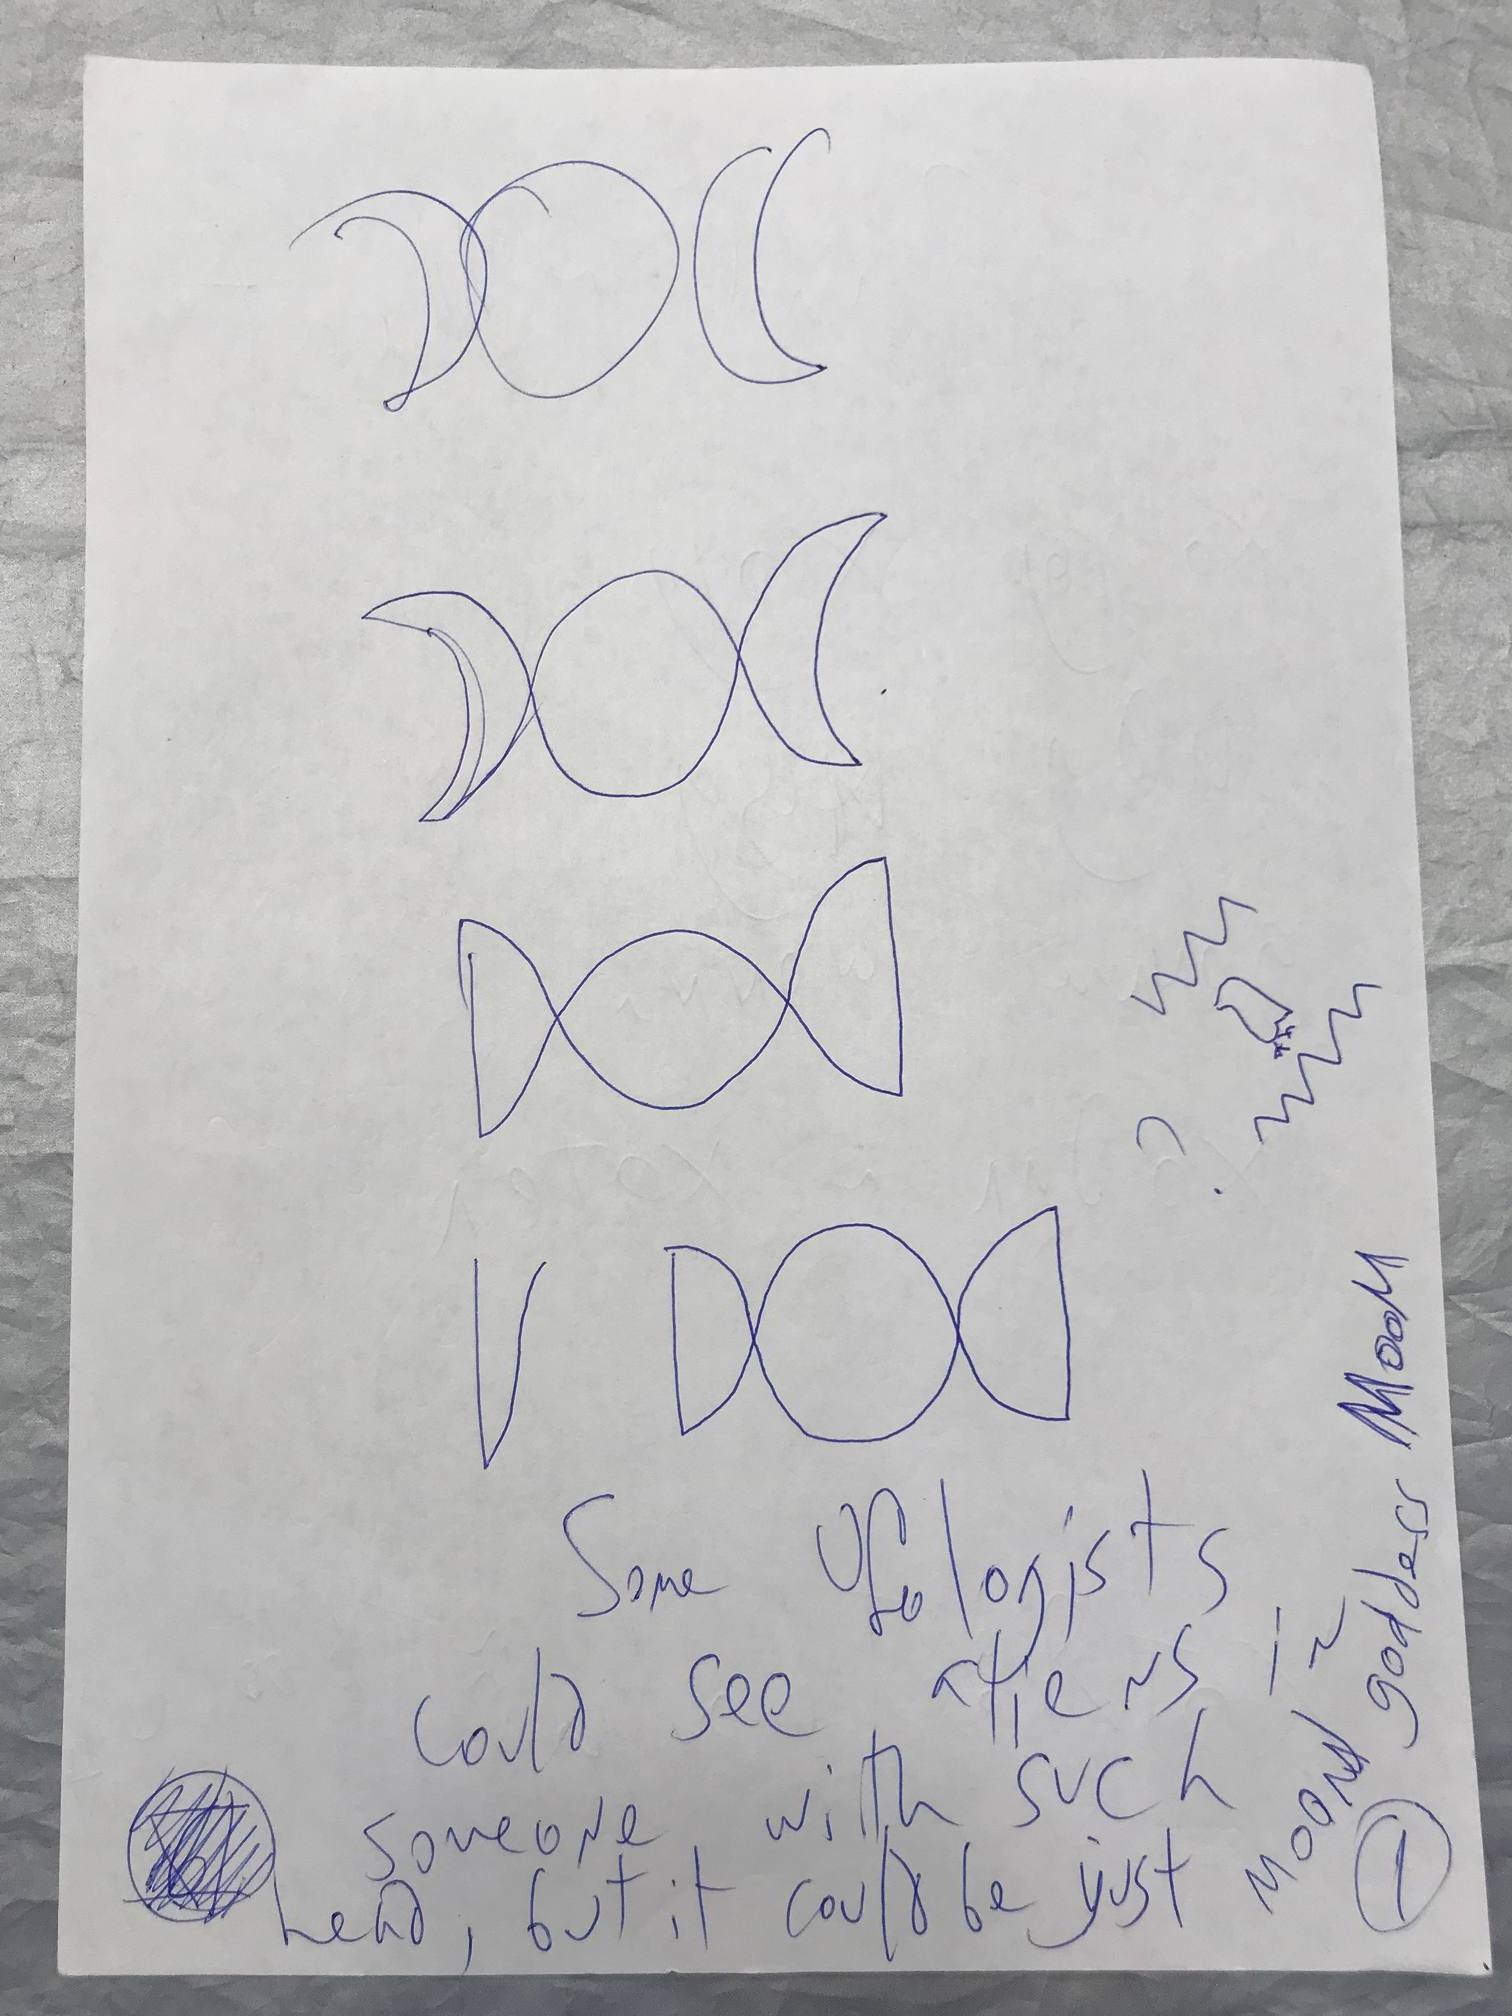 Some Ufologists
could see aliens in
someone with such
head, but it could be just
Moon goddess Moon
1
?